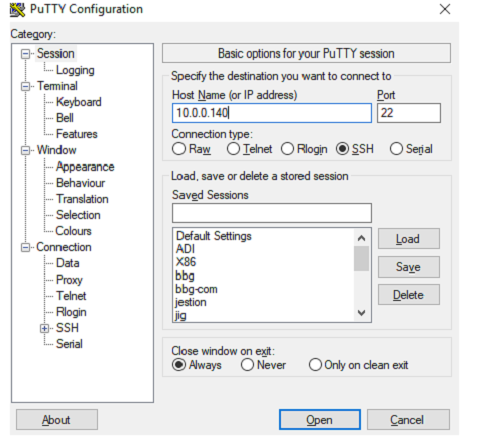 PuTTY Configuration
Category:
Session
Logging
Terminal
Keyboard
Bell
Features
Window
Appearance
Behaviour
Translation
Selection
Colours
Connection
Data
Proxy
Telnet
Rlogin
SSH
Serial
Basic options for your PuTTY session
Specify the destination you want to connect to
Host Name (or IP address) Port
10.0.0.140 22
Connection type:
Raw Telnet Rlogin SSH Serial
Load, save or delete a stored session
Saved Sessions
Default Settings
ADI
X86
bbg
bbg-com
jestion
jig
Load
Save
Delete
Close window on exit:
Always Never Only on clean exit
About Open Cancel